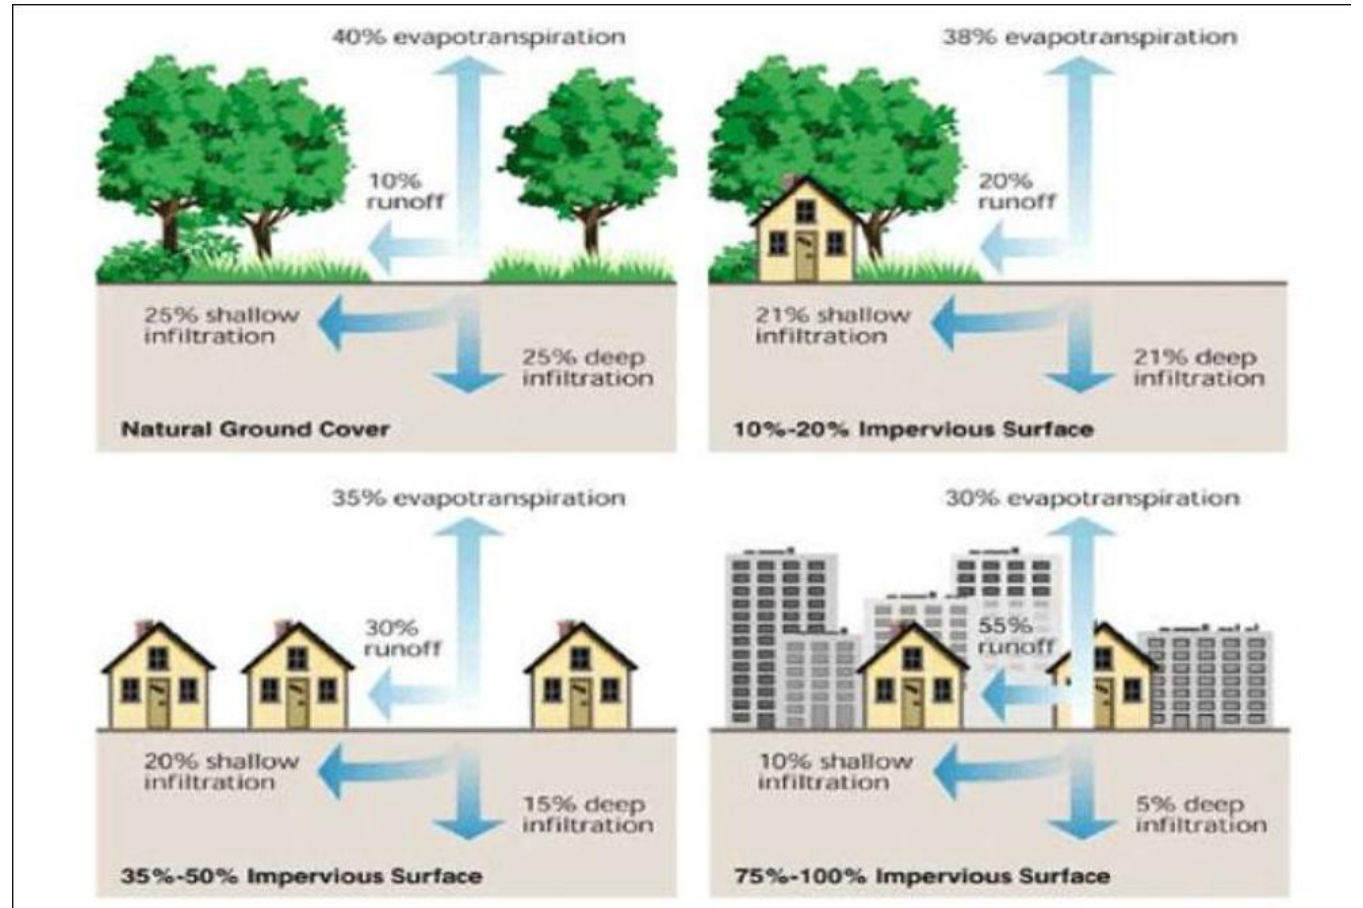 40% evapotranspiration
10%
runoff
25% shallow
infiltration
25% deep
infiltration
Natural Ground Cover
38% evapotranspiration
20%
runoff
21% shallow
infiltration
21% deep
infiltration
10%-20% Impervious Surface
35% evapotranspiration
30%
runoff
20% shallow
infiltration
15% deep
infiltration
35%-50% Impervious Surface
30% evapotranspiration
55%
runoff
10% shallow
infiltration
5% deep
infiltration
75%-100% Impervious Surface